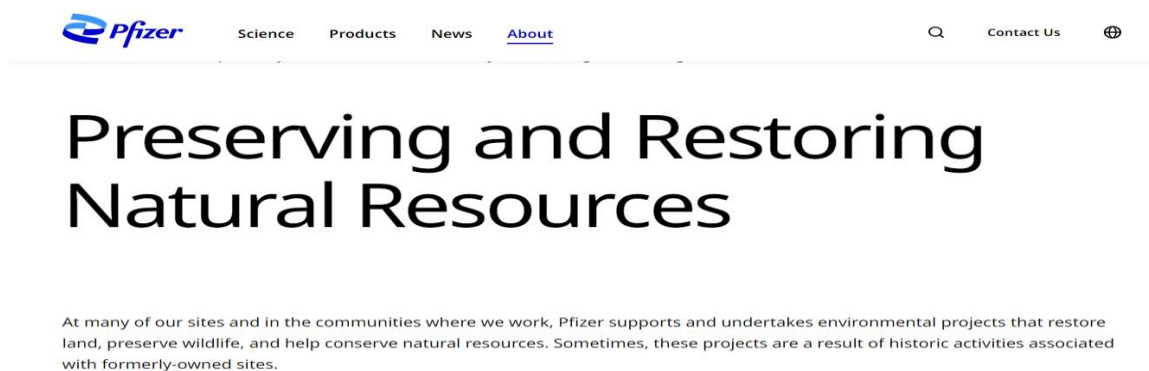 Pfizer Science Products News About Contact Us
Preserving and Restoring
Natural Resources
At many of our sites and in the communities where we work, Pfizer supports and undertakes environmental projects that restore
land, preserve wildlife, and help conserve natural resources. Sometimes, these projects are a result of historic activities associated
with formerly-owned sites.